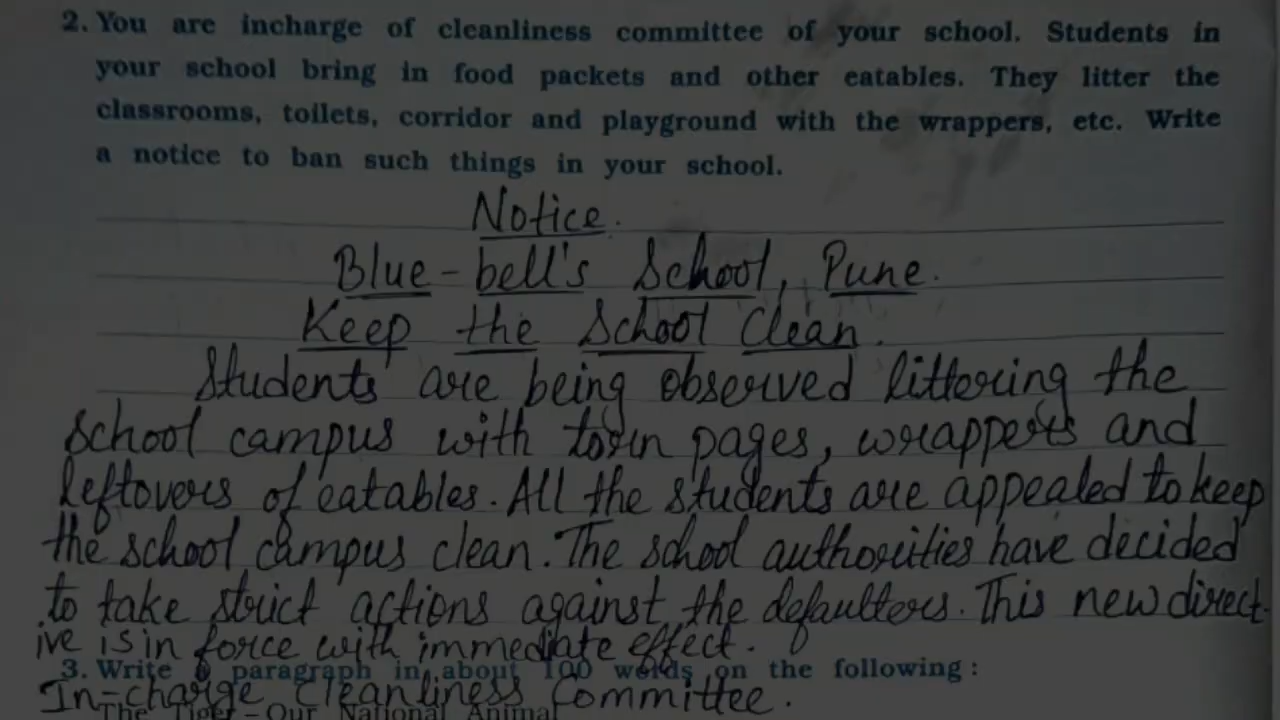 2. You are incharge of cleanliness committee of your school. Students in
your school bring in food packets and other eatables. They litter the
classrooms, toilets, corridor and playground with the wrappers, etc. Write
a notice to ban such things in your school.
Notice.
Blue-bell's School, Pune.
Keep the School Clean.
Students are being observed littering the
school campus with torn pages, wrappers and
leftovers of eatables. All the students are appealed to keep
the school campus clean. The school authorities have decided
to take strict actions against the defaulters. This new direct-
ive is in force with immediate effect.
3. Write a paragraph in about 100 words on the following :
In-charge Cleanliness Committee.
The Tiger – Our National Animal